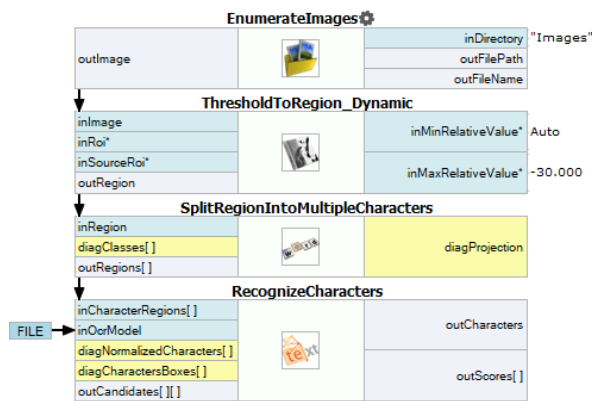 EnumerateImages
outImage
inDirectory "Images"
outFilePath
outFileName
ThresholdToRegion_Dynamic
inImage
inRoi*
inSourceRoi*
outRegion
inMinRelativeValue* Auto
inMaxRelativeValue* -30.000
SplitRegionIntoMultipleCharacters
inRegion
diagClasses[ ]
outRegions[ ]
diagProjection
RecognizeCharacters
inCharacterRegions[ ]
FILE inOcrModel
diagNormalizedCharacters[ ]
diagCharactersBoxes[ ]
outCandidates[ ][ ]
text
outCharacters
outScores[ ]